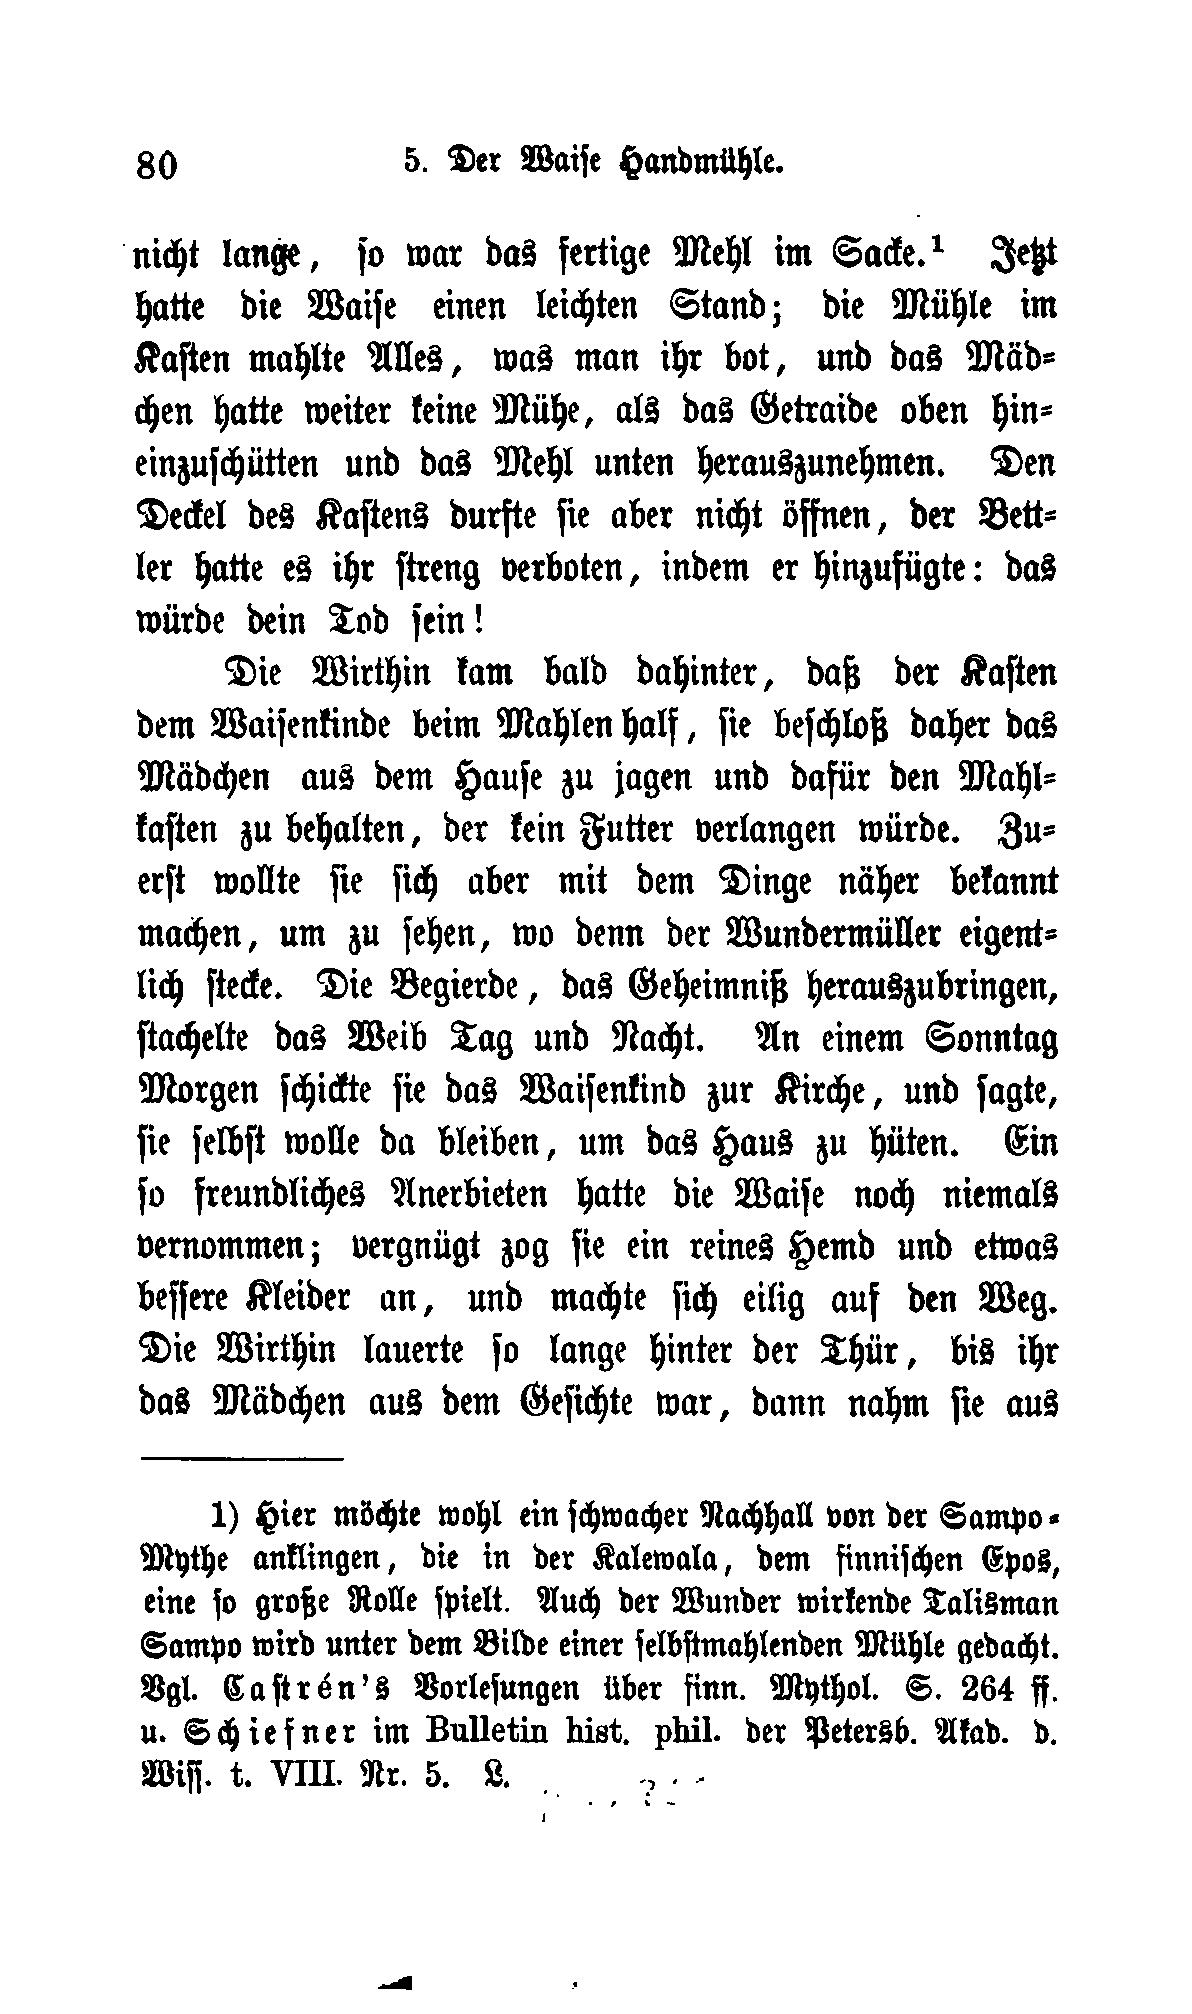 80 5. Der Waise Handmühle.
nicht lange, so war das fertige Mehl im Sacke.¹ Jetzt
hatte die Waise einen leichten Stand; die Mühle im
Kasten mahlte Alles, was man ihr bot, und das Mäd-
chen hatte weiter keine Mühe, als das Getraide oben hin-
einzuschütten und das Mehl unten herauszunehmen. Den
Deckel des Kastens durfte sie aber nicht öffnen, der Bett-
ler hatte es ihr streng verboten, indem er hinzufügte: das
würde dein Tod sein!
Die Wirthin kam bald dahinter, daß der Kasten
dem Waisenkinde beim Mahlen half, sie beschloß daher das
Mädchen aus dem Hause zu jagen und dafür den Mahl-
kasten zu behalten, der kein Futter verlangen würde. Zu-
erst wollte sie sich aber mit dem Dinge näher bekannt
machen, um zu sehen, wo denn der Wundermüller eigent-
lich stecke. Die Begierde, das Geheimniß herauszubringen,
stachelte das Weib Tag und Nacht. An einem Sonntag
Morgen schickte sie das Waisenkind zur Kirche, und sagte,
sie selbst wolle da bleiben, um das Haus zu hüten. Ein
so freundliches Anerbieten hatte die Waise noch niemals
vernommen; vergnügt zog sie ein reines Hemd und etwas
bessere Kleider an, und machte sich eilig auf den Weg.
Die Wirthin lauerte so lange hinter der Thür, bis ihr
das Mädchen aus dem Gesichte war, dann nahm sie aus
1) Hier möchte wohl ein schwacher Nachhall von der Sampo-
Mythe anklingen, die in der Kalewala, dem finnischen Epos,
eine so große Rolle spielt. Auch der Wunder wirkende Talisman
Sampo wird unter dem Bilde einer selbstmahlenden Mühle gedacht.
Vgl. Castrén's Vorlesungen über finn. Mythol. S. 264 ff.
u. Schiefner im Bulletin hist. phil. der Petersb. Akad. d.
Wiss. t. VIII. Nr. 5. L.